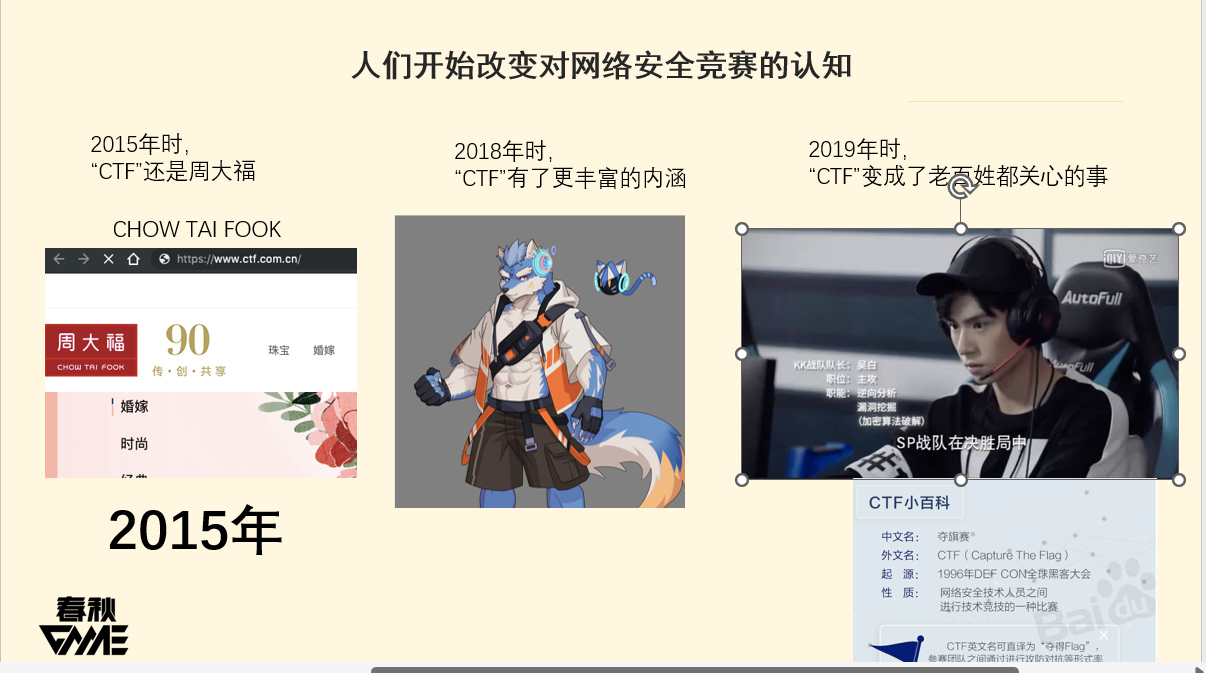 人们开始改变对网络安全竞赛的认知
2015年时,
“CTF”还是周大福
2018年时,
“CTF”有了更丰富的内涵
2019年时,
“CTF”变成了老百姓都关心的事
CHOW TAI FOOK
https://www.ctf.com.cn/
周大福
CHOW TAI FOOK
90
传·创·共享
珠宝
婚嫁
婚嫁
时尚
经典
2015年
春秋
GAME
iQIYI 爱奇艺
AutoFull
AutoFull
KK战队队长：吴白
职位：主攻
职能：逆向分析
漏洞挖掘
(加密算法破解)
SP战队在决胜局中
CTF小百科
中文名： 夺旗赛
外文名： CTF（Capture The Flag）
起 源： 1996年DEF CON全球黑客大会
性 质： 网络安全技术人员之间
进行技术竞技的一种比赛
Baidu
CTF英文名可直译为“夺得Flag”，
参赛团队之间通过进行攻防对抗等形式率